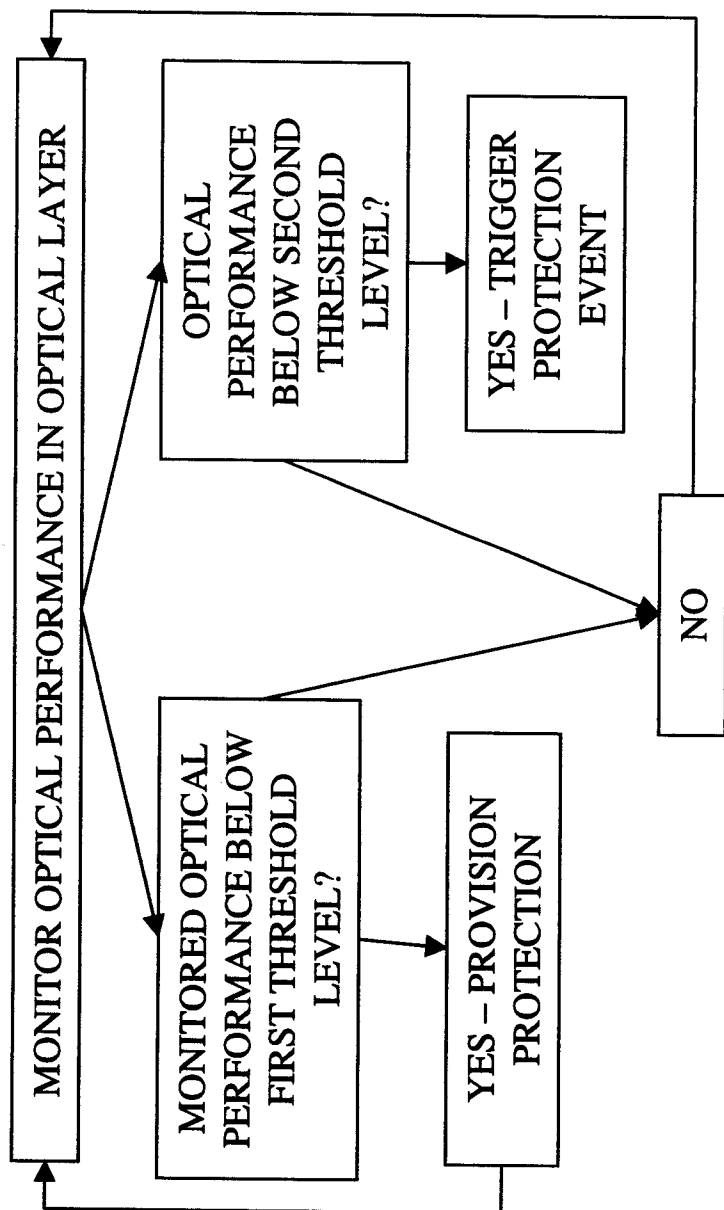 MONITOR OPTICAL PERFORMANCE IN OPTICAL LAYER
MONITORED OPTICAL
PERFORMANCE BELOW
FIRST THRESHOLD
LEVEL?
OPTICAL
PERFORMANCE
BELOW SECOND
THRESHOLD
LEVEL?
YES – PROVISION
PROTECTION
YES – TRIGGER
PROTECTION
EVENT
NO